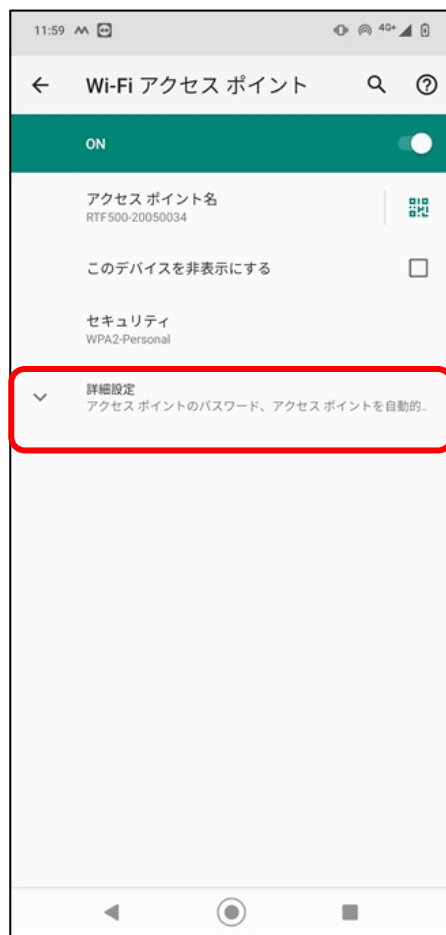 11:59
4G+
Wi-Fi アクセス ポイント
ON
アクセス ポイント名
RTF500-20050034
このデバイスを非表示にする
セキュリティ
WPA2-Personal
詳細設定
アクセス ポイントのパスワード、アクセス ポイントを自動的..